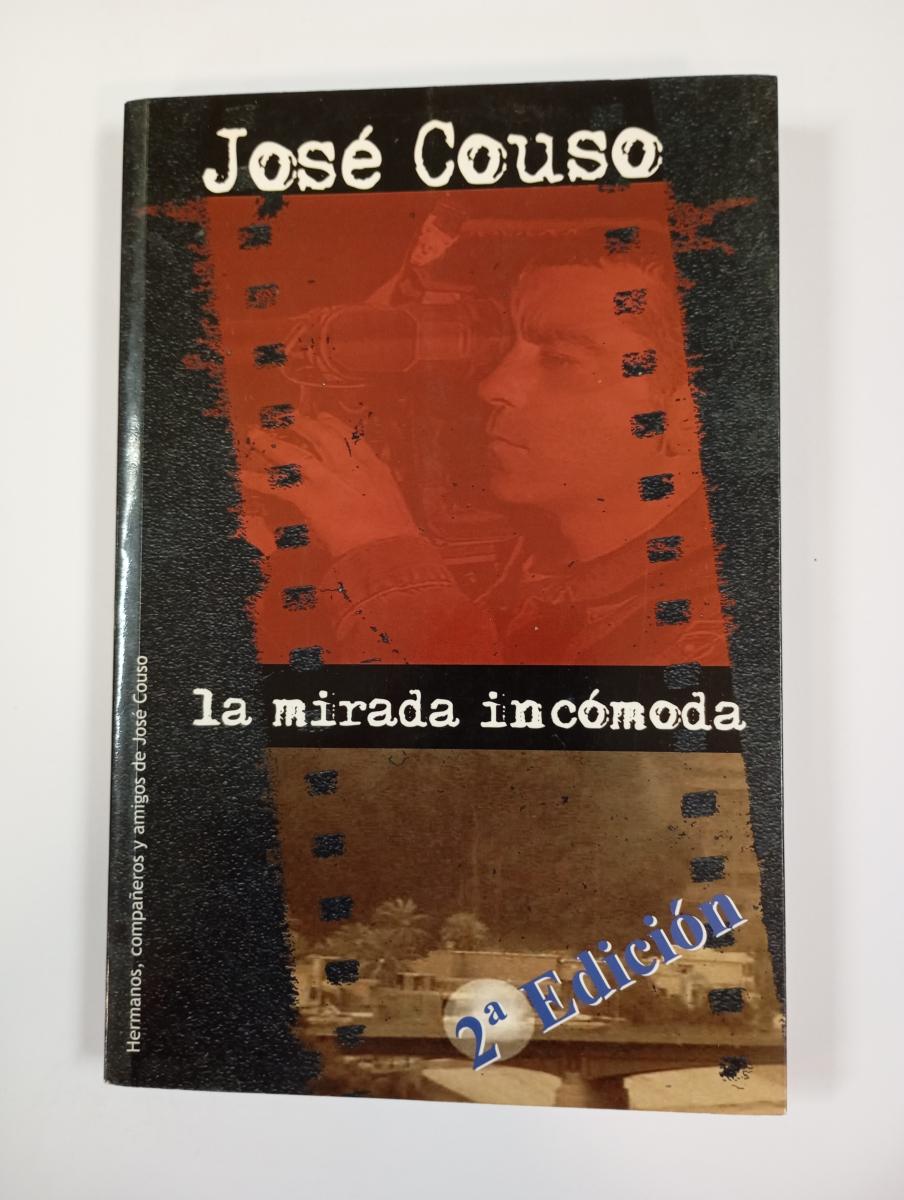 José Couso
la mirada incómoda
2ª Edición
Hermanos, compañeros y amigos de José Couso